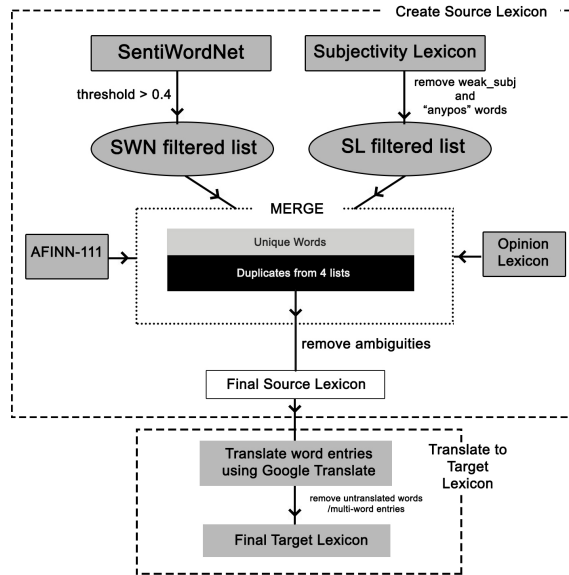 Create Source Lexicon
SentiWordNet
Subjectivity Lexicon
threshold > 0.4
remove weak_subj
and
"anypos" words
SWN filtered list
SL filtered list
MERGE
AFINN-111
Unique Words
Duplicates from 4 lists
Opinion
Lexicon
remove ambiguities
Final Source Lexicon
Translate word entries
using Google Translate
Translate to
Target
Lexicon
remove untranslated words
/multi-word entries
Final Target Lexicon